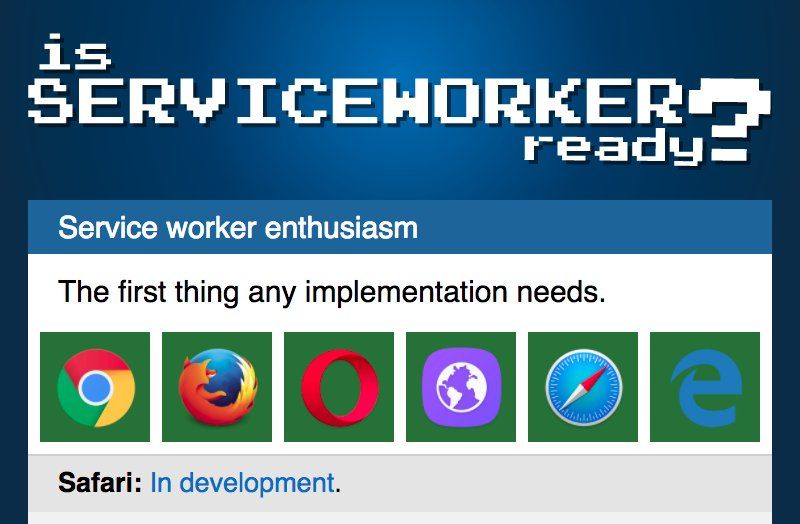 is
SERVICEWORKER?
ready
Service worker enthusiasm
The first thing any implementation needs.
Safari: In development.